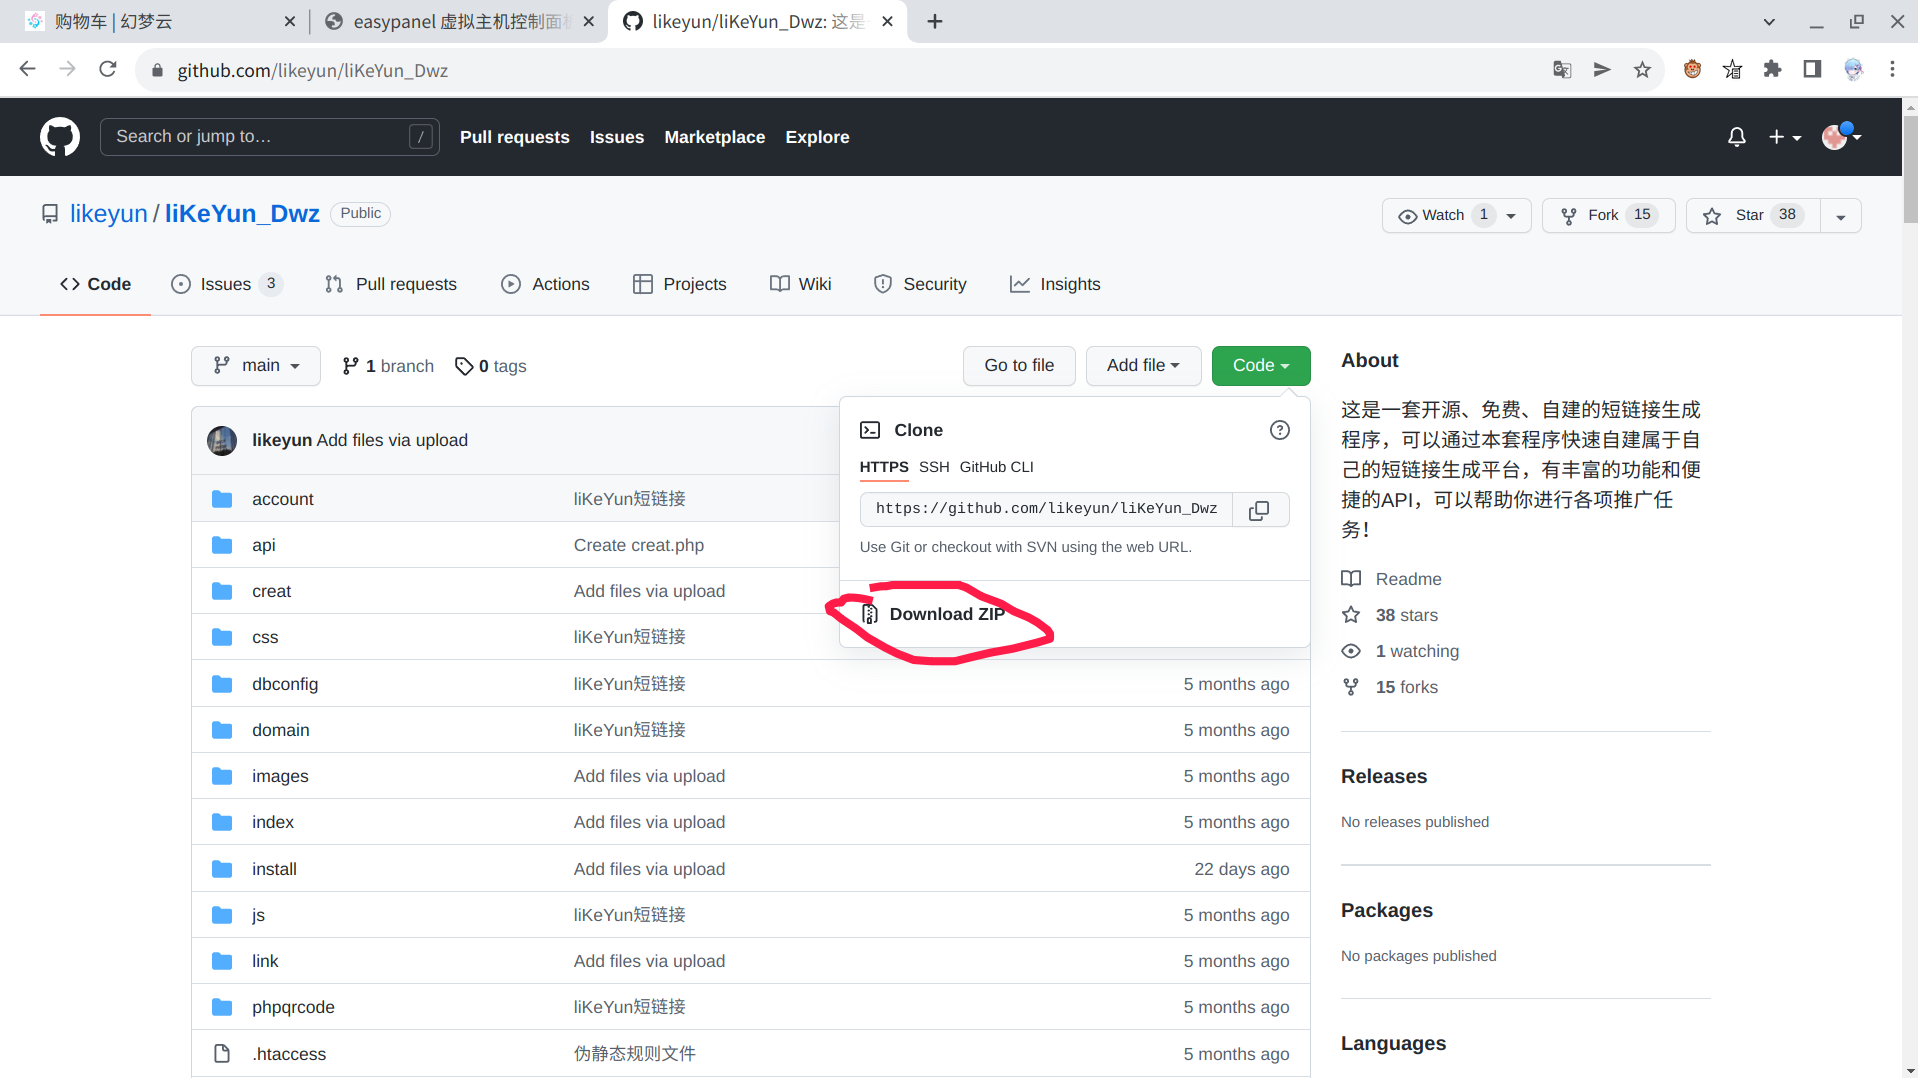 购物车 | 幻梦云
easypanel 虚拟主机控制面
likeyun/liKeYun_Dwz: 这是
github.com/likeyun/liKeYun_Dwz
Search or jump to…
/
Pull requests
Issues
Marketplace
Explore
likeyun / liKeYun_Dwz
Public
Watch 1
Fork 15
Star 38
Code
Issues 3
Pull requests
Actions
Projects
Wiki
Security
Insights
main
1 branch
0 tags
Go to file
Add file
Code
likeyun Add files via upload
Clone
HTTPS SSH GitHub CLI
https://github.com/likeyun/liKeYun_Dwz
Use Git or checkout with SVN using the web URL.
Download ZIP
account liKeYun短链接
api Create creat.php
creat Add files via upload
css liKeYun短链接
dbconfig liKeYun短链接 5 months ago
domain liKeYun短链接 5 months ago
images Add files via upload 5 months ago
index Add files via upload 5 months ago
install Add files via upload 22 days ago
js liKeYun短链接 5 months ago
link Add files via upload 5 months ago
phpqrcode liKeYun短链接 5 months ago
.htaccess 伪静态规则文件 5 months ago
About
这是一套开源、免费、自建的短链接生成
程序，可以通过本套程序快速自建属于自
己的短链接生成平台，有丰富的功能和便
捷的API，可以帮助你进行各项推广任
务！
Readme
38 stars
1 watching
15 forks
Releases
No releases published
Packages
No packages published
Languages